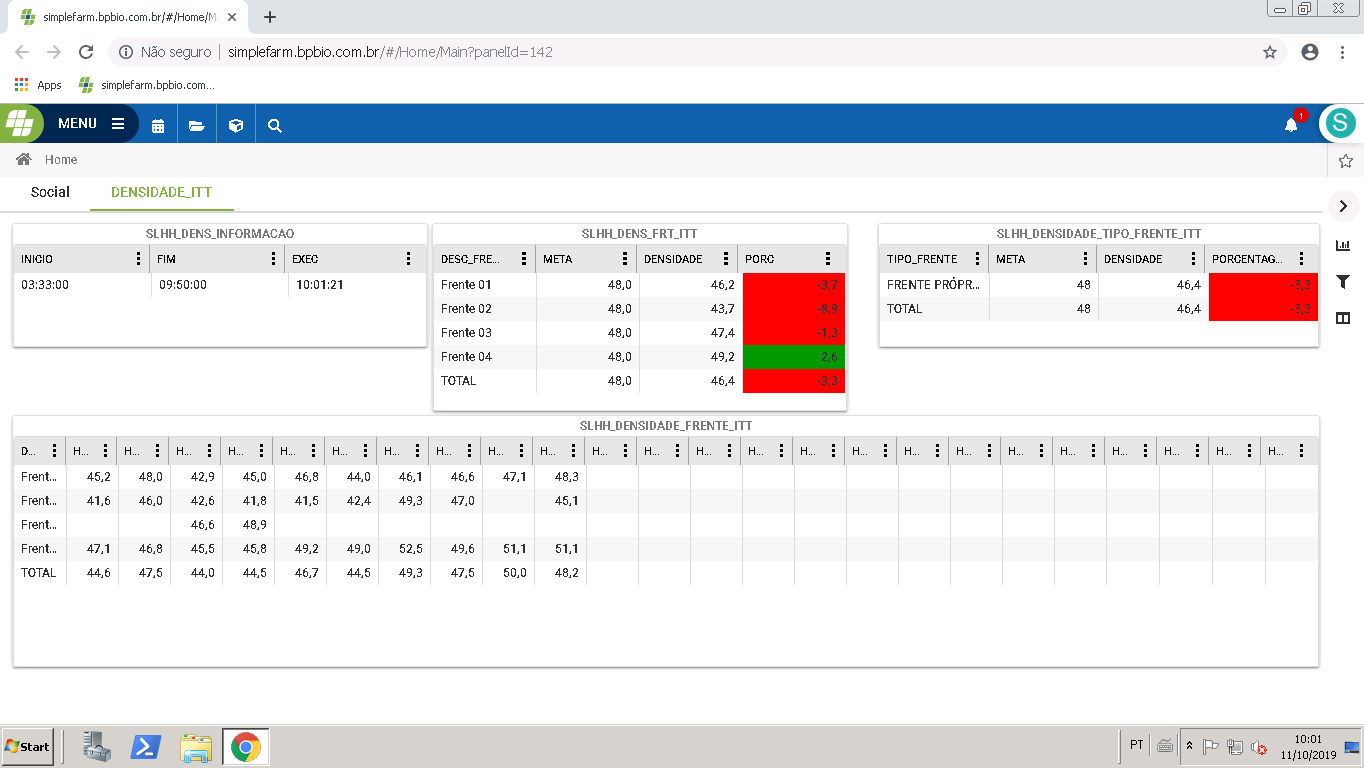 simplefarm.bpbio.com.br/#/Home/M
Não seguro simplefarm.bpbio.com.br/#/Home/Main?panelId=142
Apps simplefarm.bpbio.com...
MENU 1 S
Home
Social DENSIDADE_ITT
SLHH_DENS_INFORMACAO
INICIO FIM EXEC
03:33:00 09:50:00 10:01:21
SLHH_DENS_FRT_ITT
DESC_FRE... META DENSIDADE PORC
Frente 01 48,0 46,2 -3,7
Frente 02 48,0 43,7 -8,9
Frente 03 48,0 47,4 -1,3
Frente 04 48,0 49,2 2,6
TOTAL 48,0 46,4 -3,3
SLHH_DENSIDADE_TIPO_FRENTE_ITT
TIPO_FRENTE META DENSIDADE PORCENTAG...
FRENTE PRÓPR... 48 46,4 -3,3
TOTAL 48 46,4 -3,3
SLHH_DENSIDADE_FRENTE_ITT
D... H... H... H... H... H... H... H... H... H... H... H... H... H... H... H... H... H... H... H... H... H... H... H... H...
Frent... 45,2 48,0 42,9 45,0 46,8 44,0 46,1 46,6 47,1 48,3
Frent... 41,6 46,0 42,6 41,8 41,5 42,4 49,3 47,0 45,1
Frent... 46,6 48,9
Frent... 47,1 46,8 45,5 45,8 49,2 49,0 52,5 49,6 51,1 51,1
TOTAL 44,6 47,5 44,0 44,5 46,7 44,5 49,3 47,5 50,0 48,2
Start PT 10:01
11/10/2019